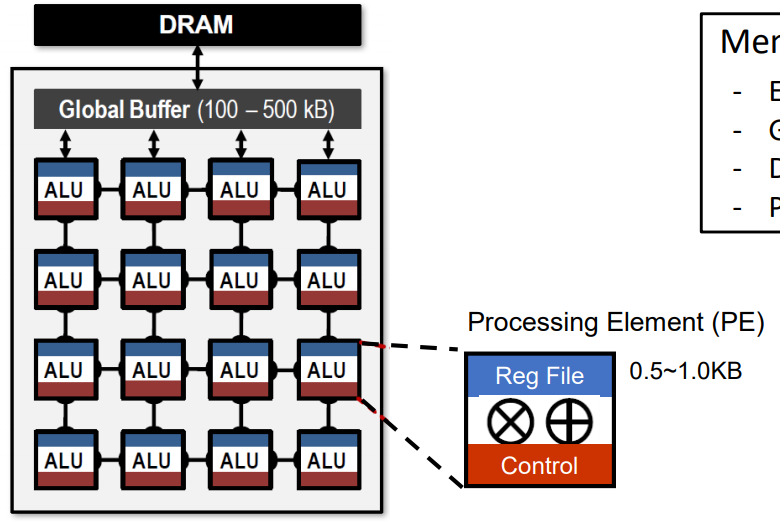 DRAM
Global Buffer (100 – 500 kB)
ALU ALU ALU ALU
ALU ALU ALU ALU
ALU ALU ALU ALU
ALU ALU ALU ALU
Processing Element (PE)
Reg File
0.5~1.0KB
Control